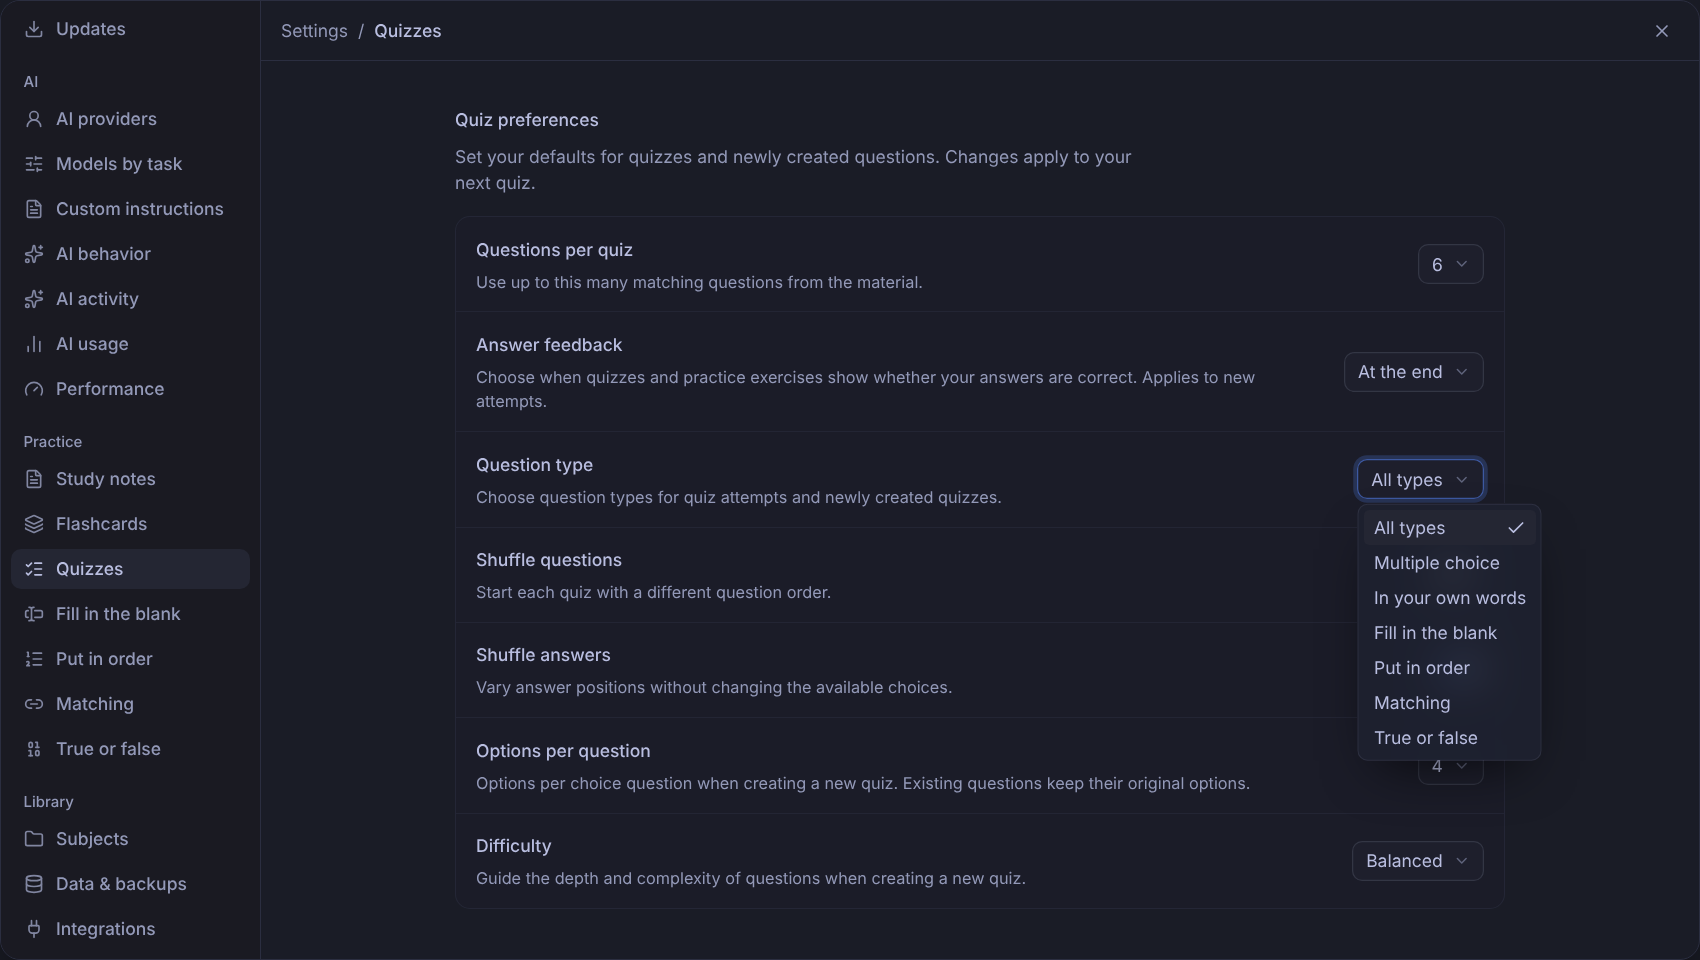 Updates
AI
AI providers
Models by task
Custom instructions
AI behavior
AI activity
AI usage
Performance
Practice
Study notes
Flashcards
Quizzes
Fill in the blank
Put in order
Matching
True or false
Library
Subjects
Data & backups
Integrations
Settings / Quizzes
Quiz preferences
Set your defaults for quizzes and newly created questions. Changes apply to your
next quiz.
Questions per quiz
Use up to this many matching questions from the material.
6
Answer feedback
Choose when quizzes and practice exercises show whether your answers are correct. Applies to new
attempts.
At the end
Question type
Choose question types for quiz attempts and newly created quizzes.
All types
All types
Multiple choice
In your own words
Fill in the blank
Put in order
Matching
True or false
Shuffle questions
Start each quiz with a different question order.
Shuffle answers
Vary answer positions without changing the available choices.
Options per question
Options per choice question when creating a new quiz. Existing questions keep their original options.
4
Difficulty
Guide the depth and complexity of questions when creating a new quiz.
Balanced